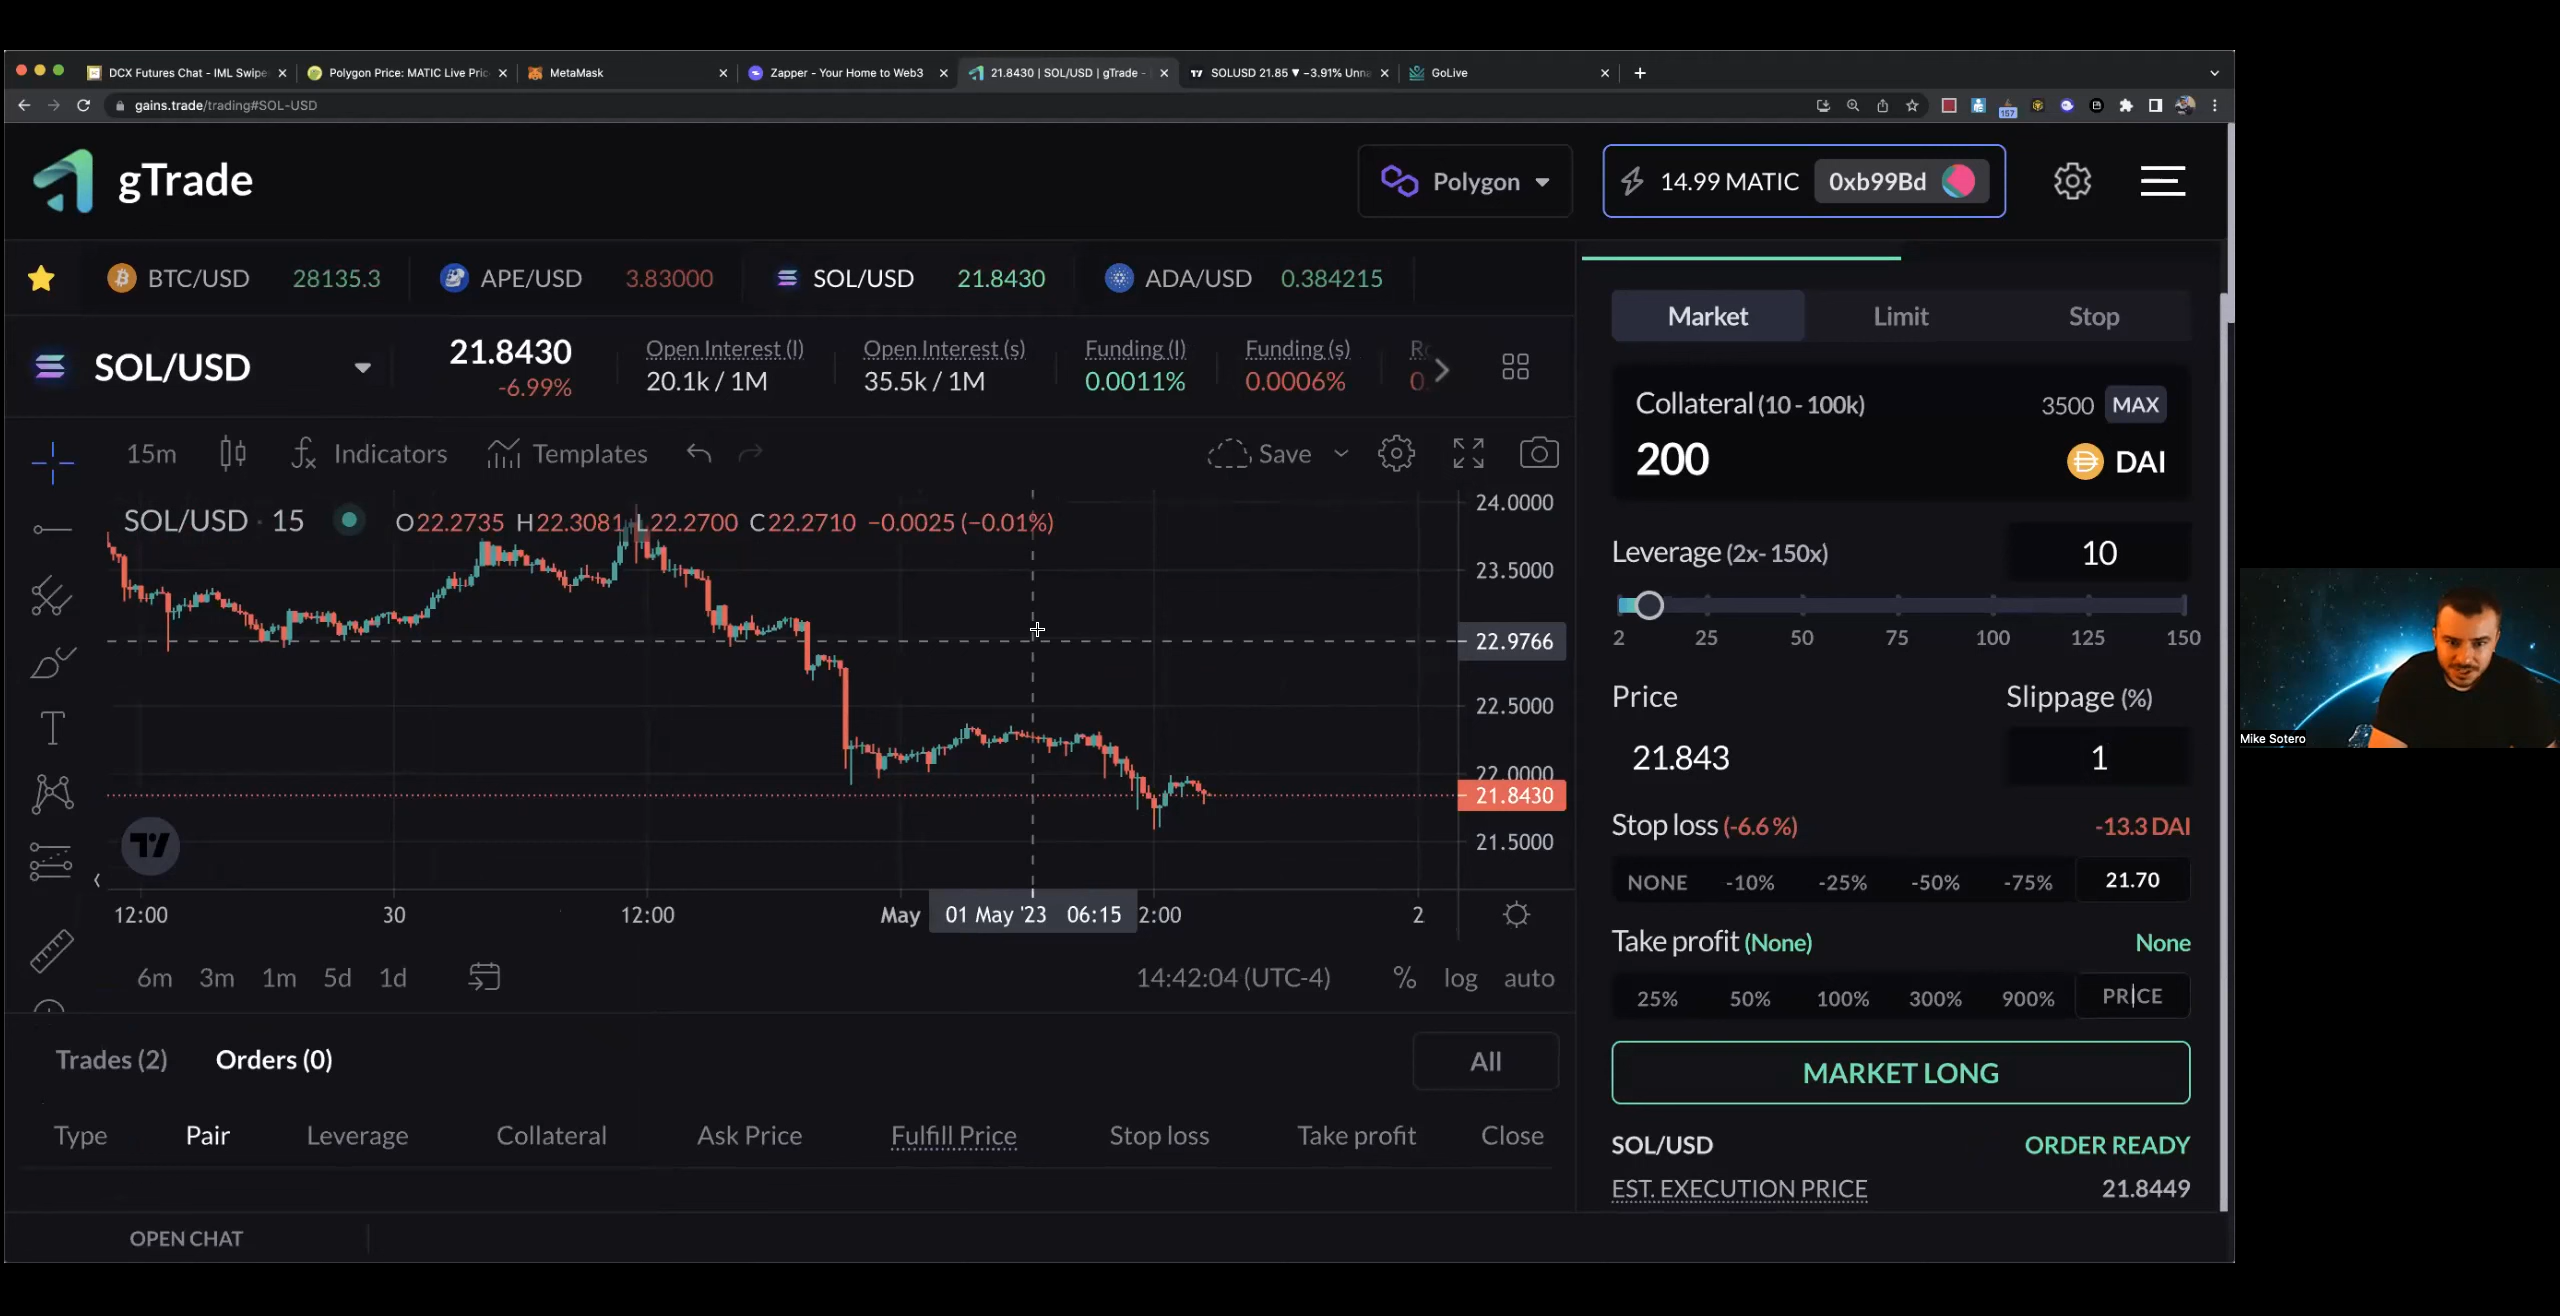 DCX Futures Chat - IML Swipe
Polygon Price: MATIC Live Pric
MetaMask
Zapper - Your Home to Web3
21.8430 | SOL/USD | gTrade -
SOLUSD 21.85 ▼ −3.91% Unna
GoLive
gains.trade/trading#SOL-USD
157
gTrade
Polygon
14.99 MATIC
0xb99Bd
BTC/USD 28135.3
APE/USD 3.83000
SOL/USD 21.8430
ADA/USD 0.384215
SOL/USD
21.8430
-6.99%
Open Interest (l)
20.1k / 1M
Open Interest (s)
35.5k / 1M
Funding (l)
0.0011%
Funding (s)
0.0006%
15m
Indicators
Templates
Save
SOL/USD · 15
O22.2735 H22.3081 L22.2700 C22.2710 −0.0025 (−0.01%)
24.0000
23.5000
22.9766
22.5000
22.0000
21.8430
21.5000
12:00
30
12:00
May
01 May '23 06:15
2:00
2
6m 3m 1m 5d 1d
14:42:04 (UTC-4)
% log auto
Trades (2)
Orders (0)
All
Type Pair Leverage Collateral Ask Price Fulfill Price Stop loss Take profit Close
OPEN CHAT
Market Limit Stop
Collateral (10 - 100k)
3500 MAX
200
DAI
Leverage (2x- 150x)
10
2 25 50 75 100 125 150
Price
Slippage (%)
21.843
1
Stop loss (-6.6 %)
-13.3 DAI
NONE -10% -25% -50% -75% 21.70
Take profit (None)
None
25% 50% 100% 300% 900% PRICE
MARKET LONG
SOL/USD
ORDER READY
EST. EXECUTION PRICE
21.8449
Mike Sotero